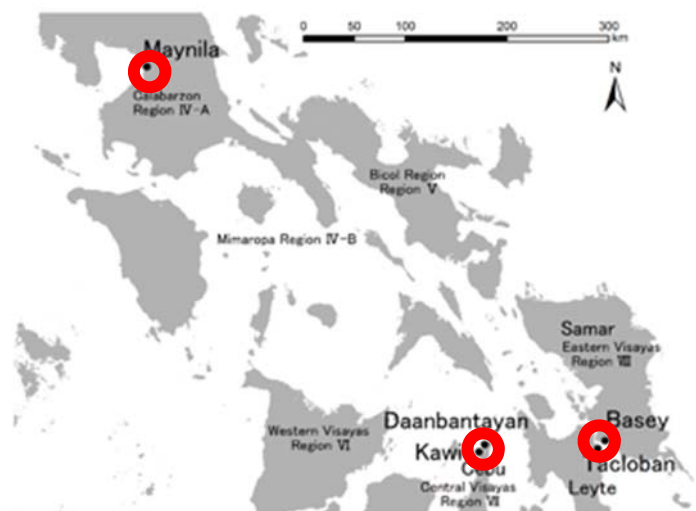 0 50 100 200 300
km
N
Maynila
Calabarzon
Region Ⅳ-A
Bicol Region
Region Ⅴ
Mimaropa Region Ⅳ-B
Samar
Eastern Visayas
Region Ⅷ
Daanbantayan
Basey
Western Visayas
Region Ⅵ
Cebu
Tacloban
Central Visayas
Region Ⅶ
Leyte